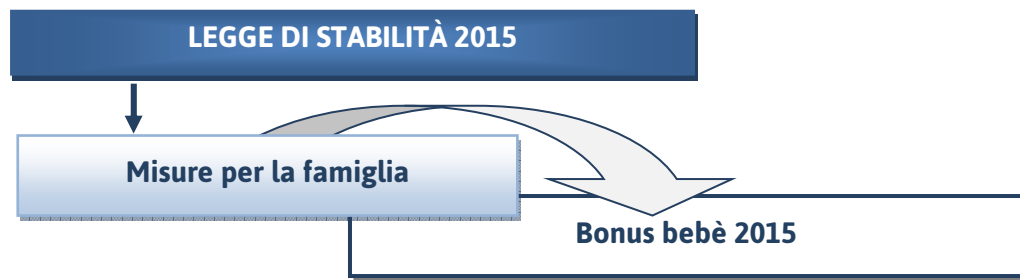 LEGGE DI STABILITÀ 2015
Misure per la famiglia
Bonus bebè 2015